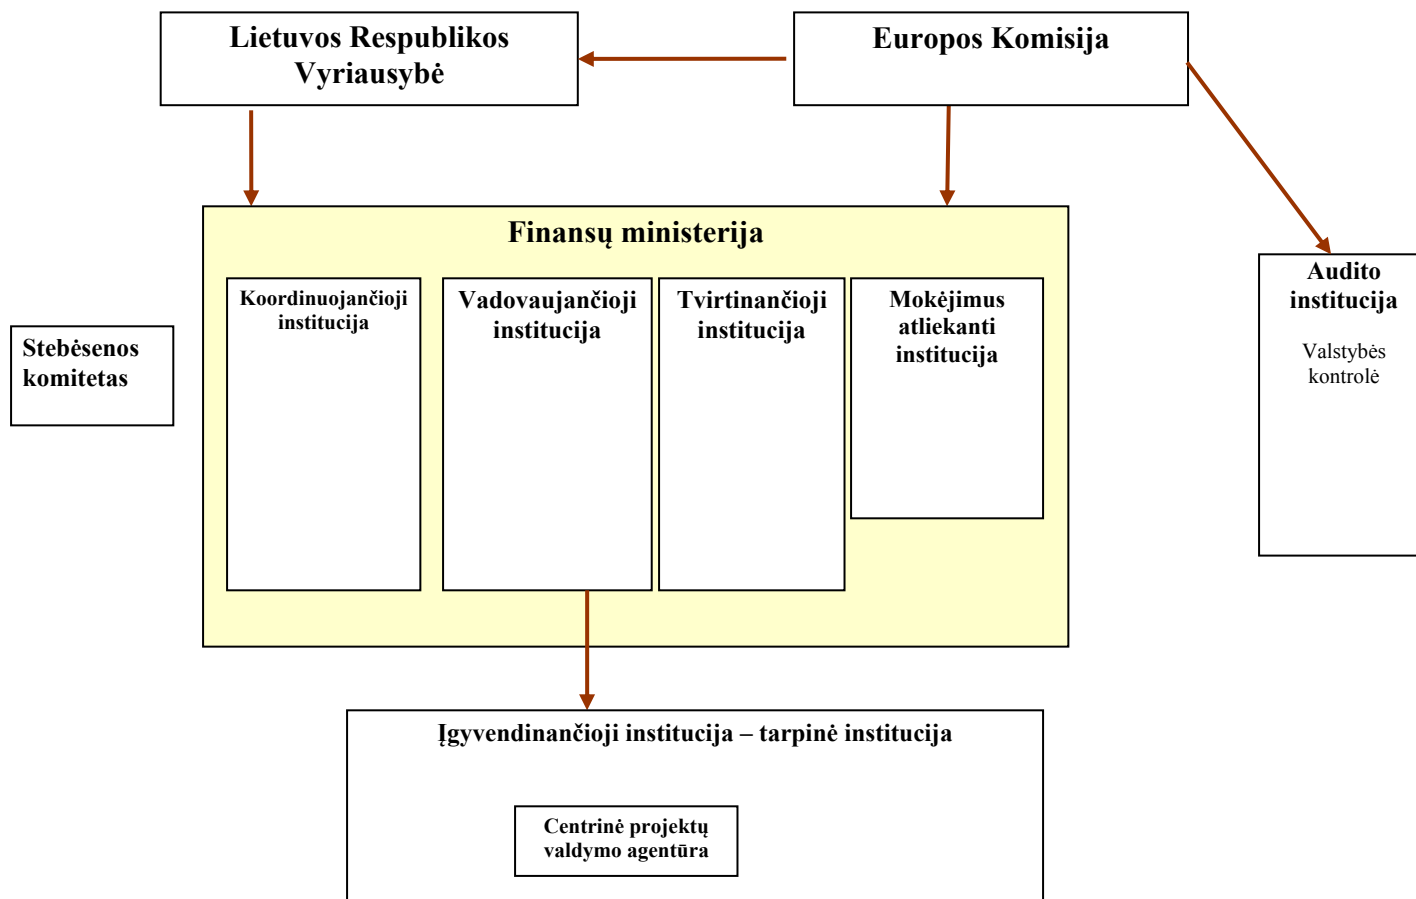 Lietuvos Respublikos
Vyriausybė
Europos Komisija
Finansų ministerija
Koordinuojančioji
institucija
Vadovaujančioji
institucija
Tvirtinančioji
institucija
Mokėjimus
atliekanti
institucija
Audito
institucija
Valstybės
kontrolė
Stebėsenos
komitetas
Įgyvendinančioji institucija – tarpinė institucija
Centrinė projektų
valdymo agentūra